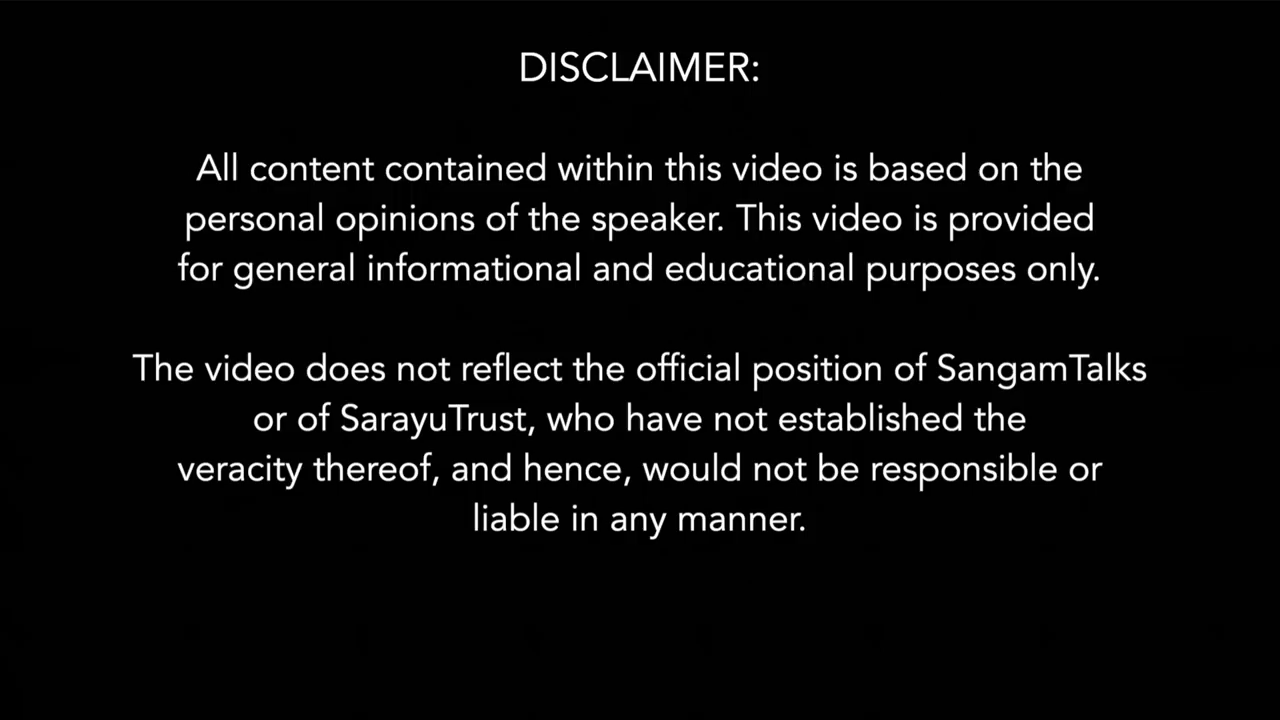 DISCLAIMER:
All content contained within this video is based on the
personal opinions of the speaker. This video is provided
for general informational and educational purposes only.
The video does not reflect the official position of SangamTalks
or of SarayuTrust, who have not established the
veracity thereof, and hence, would not be responsible or
liable in any manner.